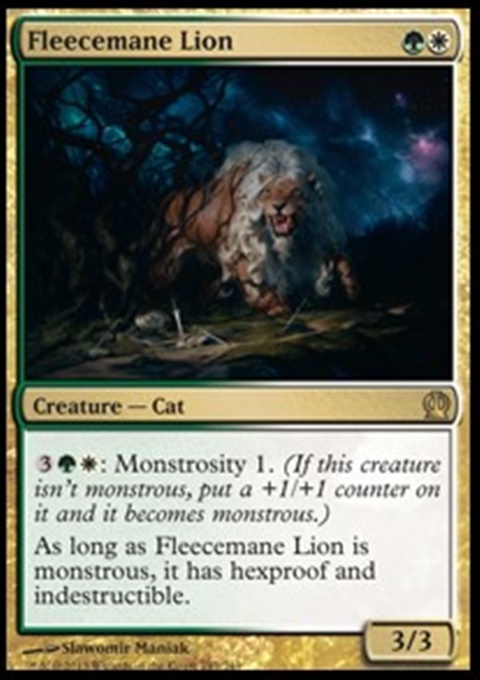 Fleecemane Lion
Creature — Cat
3: Monstrosity 1. (If this creature
isn't monstrous, put a +1/+1 counter on
it and it becomes monstrous.)
As long as Fleecemane Lion is
monstrous, it has hexproof and
indestructible.
3/3
Slawomir Maniak